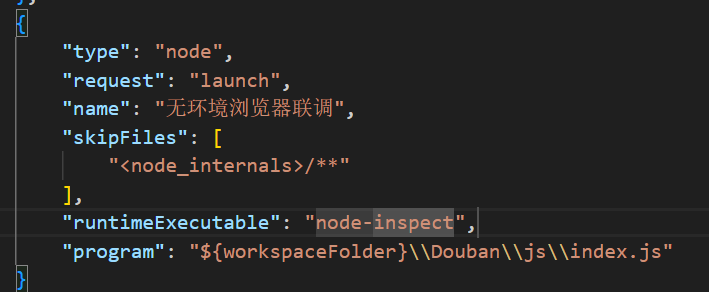 },
{
"type": "node",
"request": "launch",
"name": "无环境浏览器联调",
"skipFiles": [
"<node_internals>/**"
],
"runtimeExecutable": "node-inspect",
"program": "${workspaceFolder}\\Douban\\js\\index.js"
}